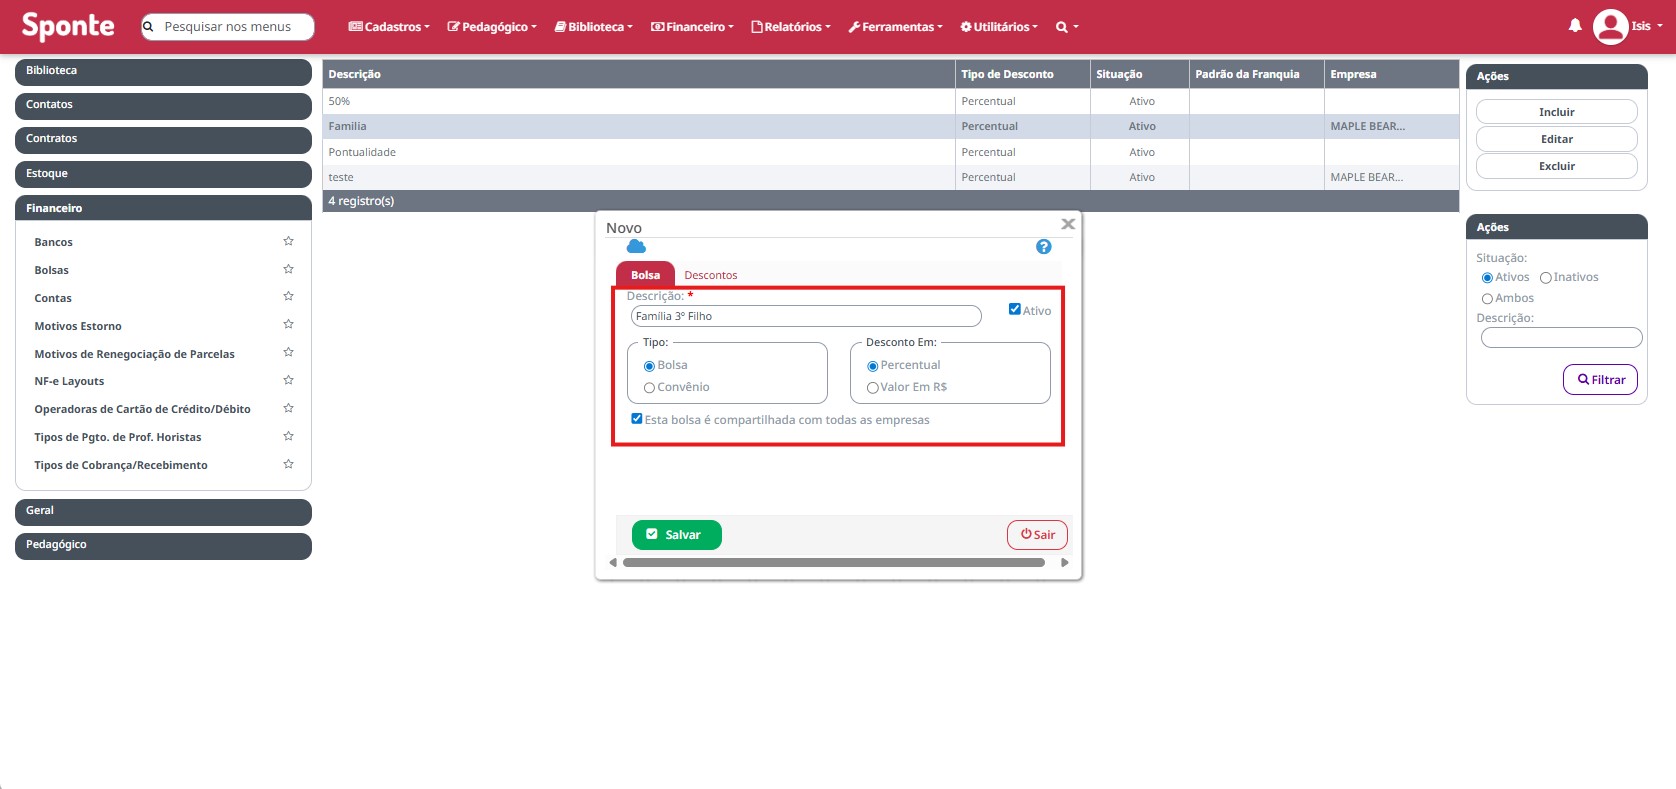 Sponte
Pesquisar nos menus
Cadastros
Pedagógico
Biblioteca
Financeiro
Relatórios
Ferramentas
Utilitários
Isis
Biblioteca
Contatos
Contratos
Estoque
Financeiro
Bancos
Bolsas
Contas
Motivos Estorno
Motivos de Renegociação de Parcelas
NF-e Layouts
Operadoras de Cartão de Crédito/Débito
Tipos de Pgto. de Prof. Horistas
Tipos de Cobrança/Recebimento
Geral
Pedagógico
Descrição Tipo de Desconto Situação Padrão da Franquia Empresa
50% Percentual Ativo
Familia Percentual Ativo MAPLE BEAR...
Pontualidade Percentual Ativo
teste Percentual Ativo MAPLE BEAR...
4 registro(s)
Novo
?
Bolsa Descontos
Descrição: *
Família 3º Filho
Ativo
Tipo:
Bolsa
Convênio
Desconto Em:
Percentual
Valor Em R$
Esta bolsa é compartilhada com todas as empresas
Salvar
Sair
Ações
Incluir
Editar
Excluir
Ações
Situação:
Ativos Inativos
Ambos
Descrição:
Filtrar